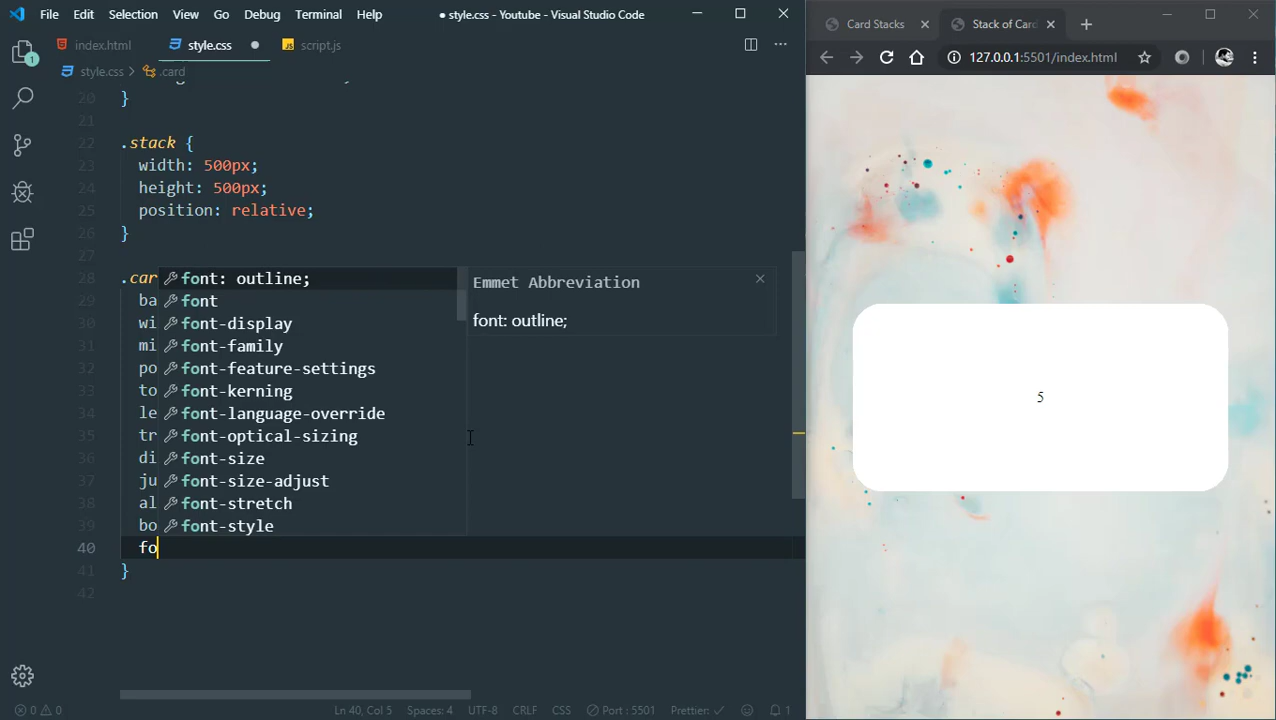 File Edit Selection View Go Debug Terminal Help ● style.css - Youtube - Visual Studio Code
index.html style.css ● script.js
style.css > .card
20 }
21
22 .stack {
23 width: 500px;
24 height: 500px;
25 position: relative;
26 }
27
28 .car
29 ba
30 wi
31 mi
32 po
33 to
34 le
35 tr
36 di
37 ju
38 al
39 bo
40 fo
41 }
42
font: outline;
font
font-display
font-family
font-feature-settings
font-kerning
font-language-override
font-optical-sizing
font-size
font-size-adjust
font-stretch
font-style
Emmet Abbreviation
font: outline;
1
0 0 Ln 40, Col 5 Spaces: 4 UTF-8 CRLF CSS Port : 5501 Prettier: ✓ 1
Card Stacks Stack of Car
127.0.0.1:5501/index.html
5